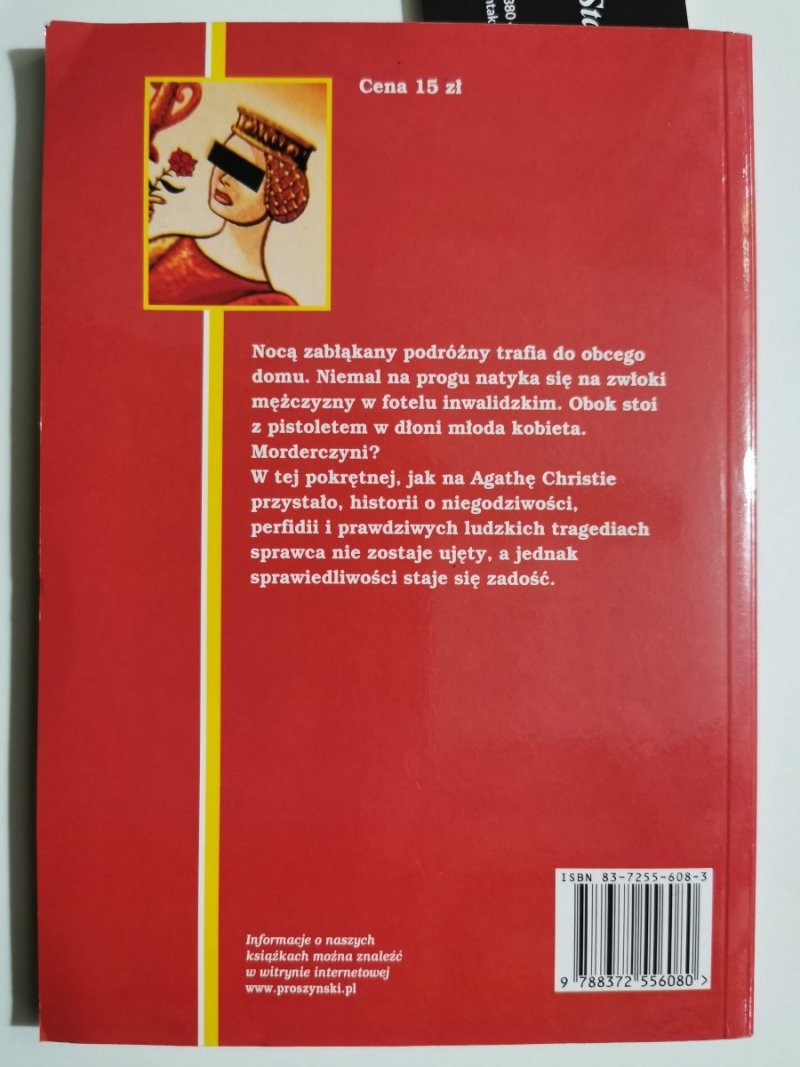 380
ntak
Sto
Cena 15 zł
Nocą zabłąkany podróżny trafia do obcego
domu. Niemal na progu natyka się na zwłoki
mężczyzny w fotelu inwalidzkim. Obok stoi
z pistoletem w dłoni młoda kobieta.
Morderczyni?
W tej pokrętnej, jak na Agathę Christie
przystało, historii o niegodziwości,
perfidii i prawdziwych ludzkich tragediach
sprawca nie zostaje ujęty, a jednak
sprawiedliwości staje się zadość.
ISBN 83-7255-608-3
9 788372 556080 >
Informacje o naszych
książkach można znaleźć
w witrynie internetowej
www.proszynski.pl